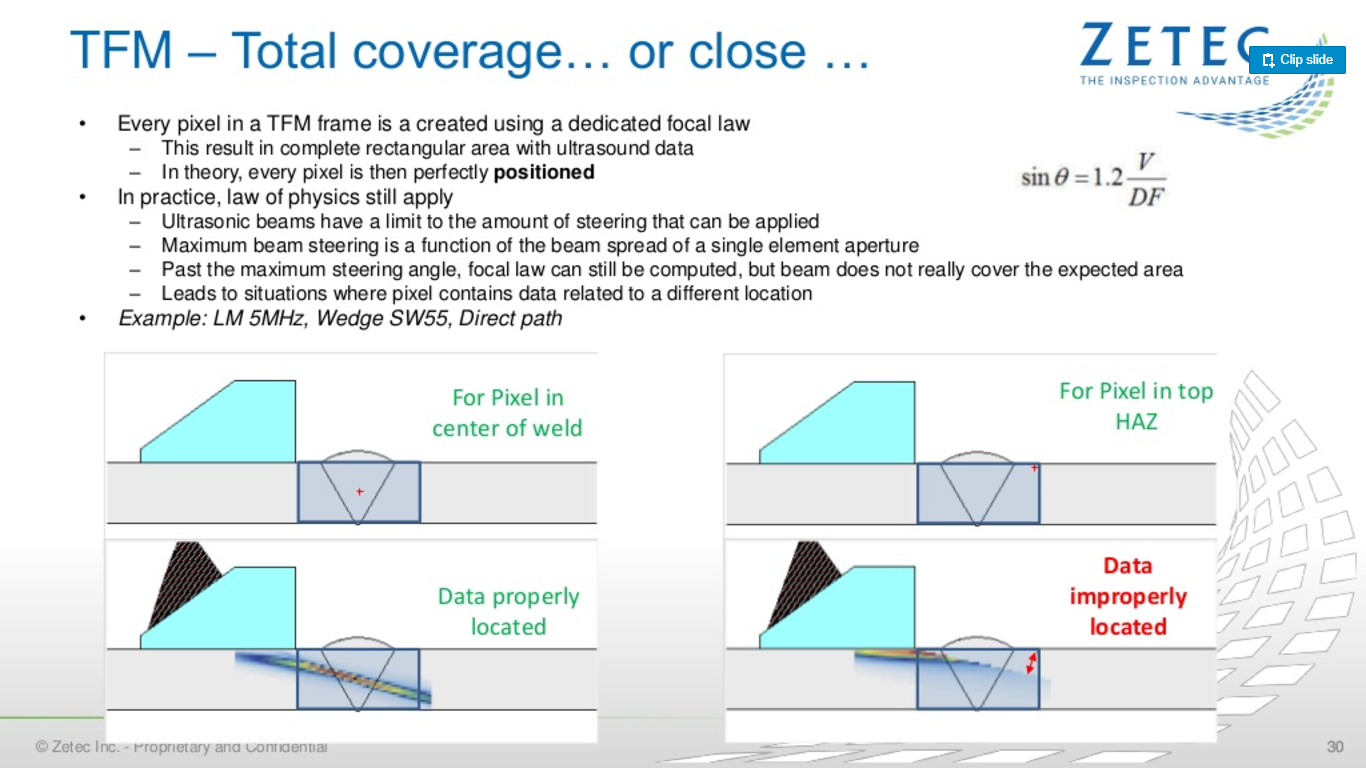 TFM – Total coverage… or close …
ZETEC
THE INSPECTION ADVANTAGE
Clip slide
• Every pixel in a TFM frame is a created using a dedicated focal law
– This result in complete rectangular area with ultrasound data
– In theory, every pixel is then perfectly positioned
• In practice, law of physics still apply
– Ultrasonic beams have a limit to the amount of steering that can be applied
– Maximum beam steering is a function of the beam spread of a single element aperture
– Past the maximum steering angle, focal law can still be computed, but beam does not really cover the expected area
– Leads to situations where pixel contains data related to a different location
• Example: LM 5MHz, Wedge SW55, Direct path
sin θ = 1.2 V/DF
For Pixel in
center of weld
For Pixel in top
HAZ
Data properly
located
Data
improperly
located
© Zetec Inc. - Proprietary and Confidential
30